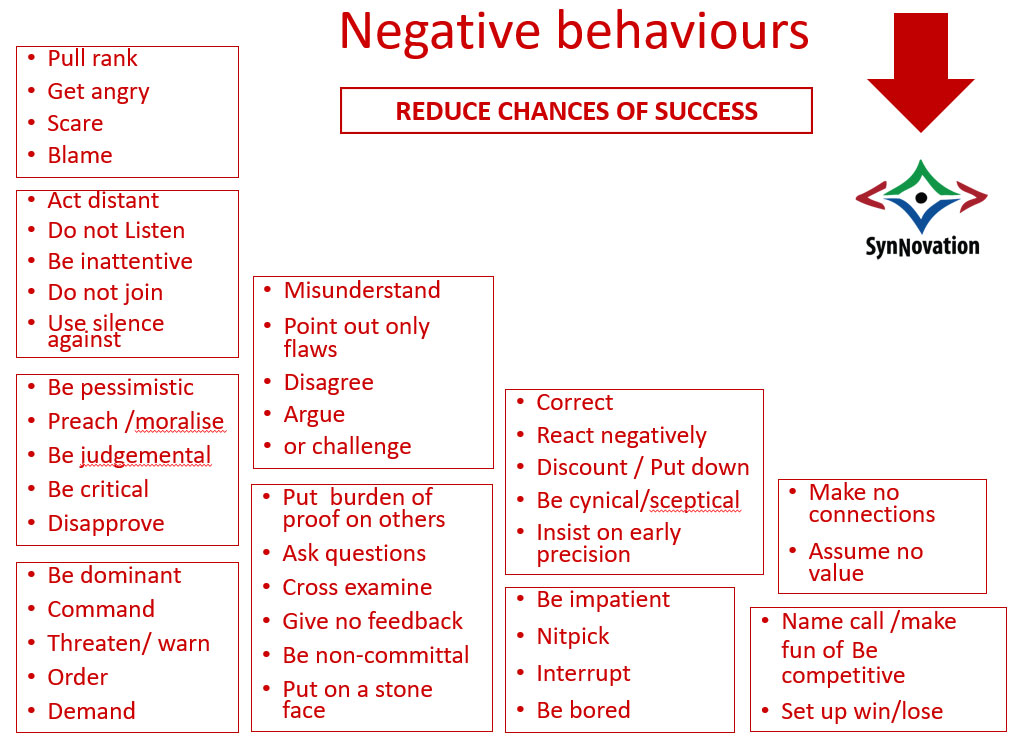 Negative behaviours
REDUCE CHANCES OF SUCCESS
SynNovation
• Pull rank
• Get angry
• Scare
• Blame
• Act distant
• Do not Listen
• Be inattentive
• Do not join
• Use silence
against
• Be pessimistic
• Preach /moralise
• Be judgemental
• Be critical
• Disapprove
• Be dominant
• Command
• Threaten/ warn
• Order
• Demand
• Misunderstand
• Point out only
flaws
• Disagree
• Argue
• or challenge
• Put burden of
proof on others
• Ask questions
• Cross examine
• Give no feedback
• Be non-committal
• Put on a stone
face
• Correct
• React negatively
• Discount / Put down
• Be cynical/sceptical
• Insist on early
precision
• Be impatient
• Nitpick
• Interrupt
• Be bored
• Make no
connections
• Assume no
value
• Name call /make
fun of Be
competitive
• Set up win/lose